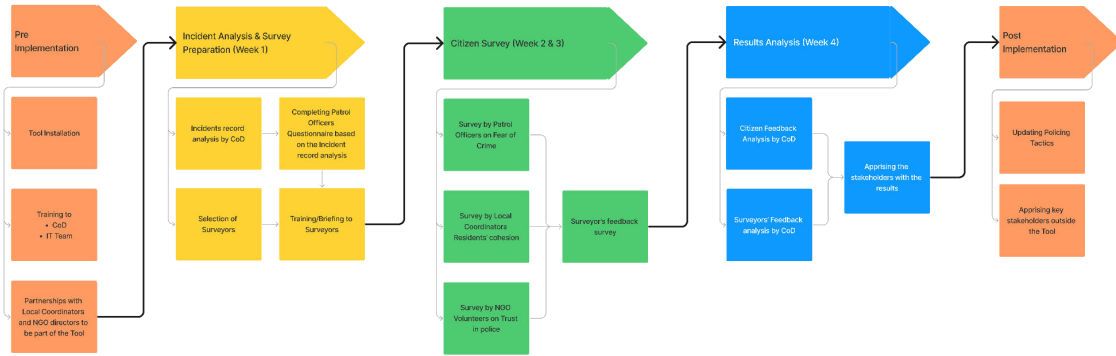 Pre
Implementation
Tool Installation
Training to
• CoD
• IT Team
Partnerships with
Local Coordinators
and NGO directors to
be part of the Tool
Incident Analysis & Survey
Preparation (Week 1)
Incidents record
analysis by CoD
Completing Patrol
Officers
Questionnaire based
on the Incident
record analysis
Selection of
Surveyors
Training/Briefing to
Surveyors
Citizen Survey (Week 2 & 3)
Survey by Patrol
Officers on Fear of
Crime
Survey by Local
Coordinators
Residents' cohesion
Survey by NGO
Volunteers on Trust
in police
Surveyor's feedback
survey
Results Analysis (Week 4)
Citizen Feedback
Analysis by CoD
Surveyors' Feedback
analysis by CoD
Apprising the
stakeholders with the
results
Post
Implementation
Updating Policing
Tactics
Apprising key
stakeholders outside
the Tool